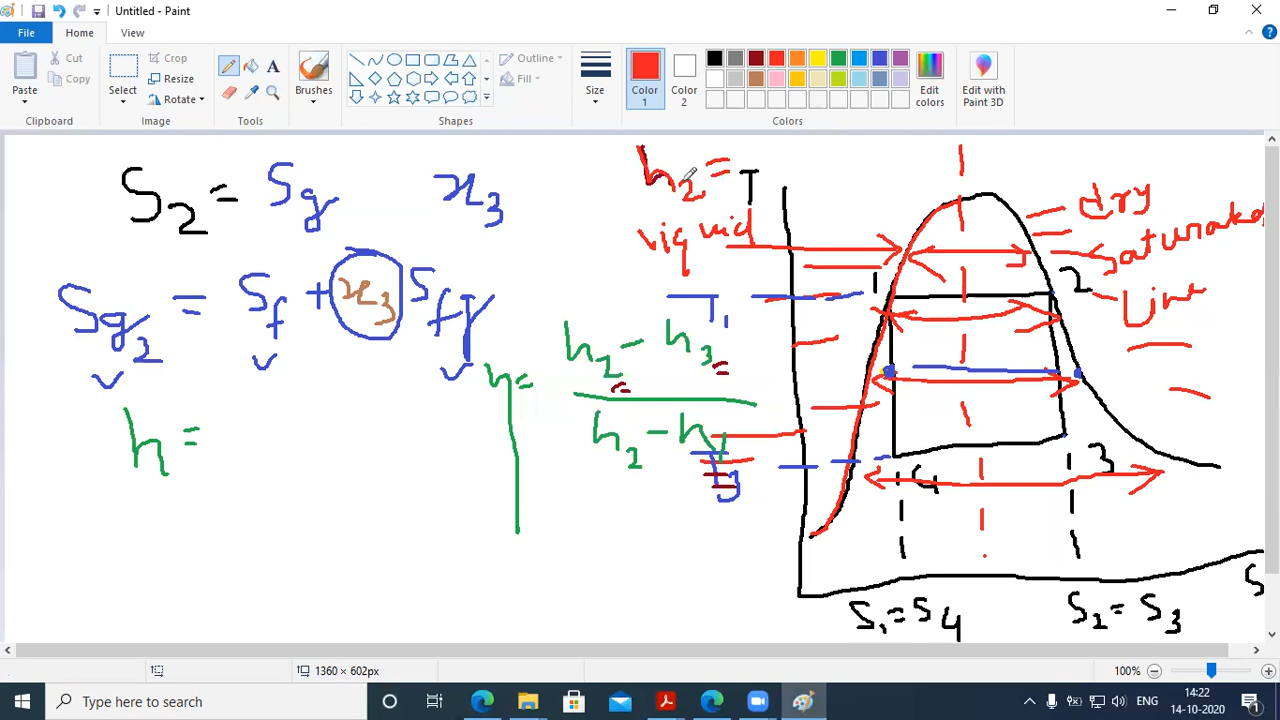 Untitled - Paint
File
Home
View
Cut
Copy
Paste
Clipboard
Crop
Resize
Rotate
Select
Image
Tools
Brushes
Outline
Fill
Shapes
Size
Color 1
Color 2
Edit colors
Edit with Paint 3D
Colors
S2 = Sg
x3
Sg2 = Sf + x3 Sfg
h =
η =
h2 - h3
h2 -
h2 =
T
liquid
dry
saturated
line
1
2
3
4
T1
T3
S
S1 = S4
S2 = S3
1360 × 602px
100%
Type here to search
ENG
14:22
14-10-2020